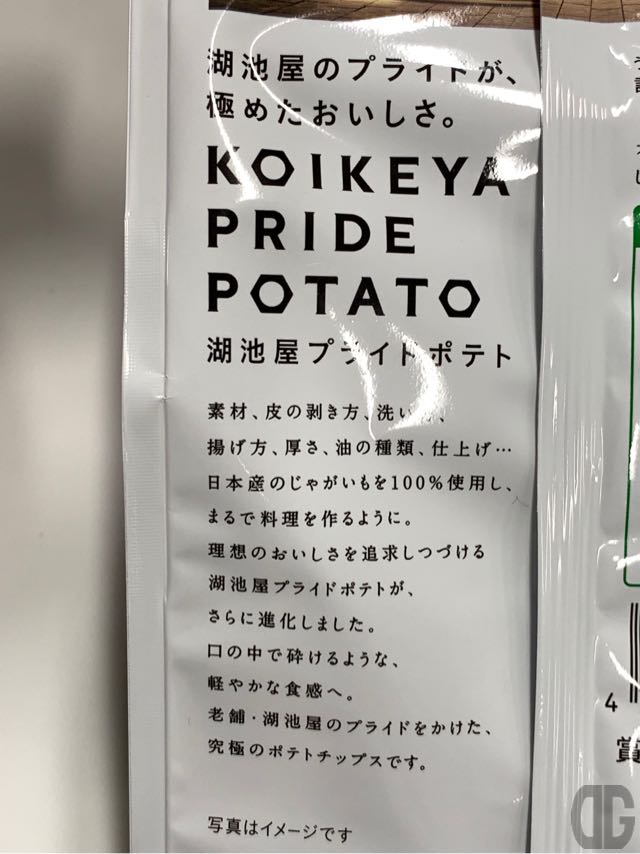 湖池屋のプライドが、
極めたおいしさ。
KOIKEYA
PRIDE
POTATO
湖池屋プライドポテト
素材、皮の剥き方、洗い
揚げ方、厚さ、油の種類、仕上げ…
日本産のじゃがいもを100%使用し、
まるで料理を作るように。
理想のおいしさを追求しつづける
湖池屋プライドポテトが、
さらに進化しました。
口の中で砕けるような、
軽やかな食感へ。
老舗・湖池屋のプライドをかけた、
究極のポテトチップスです。
写真はイメージです
4
賞
DG